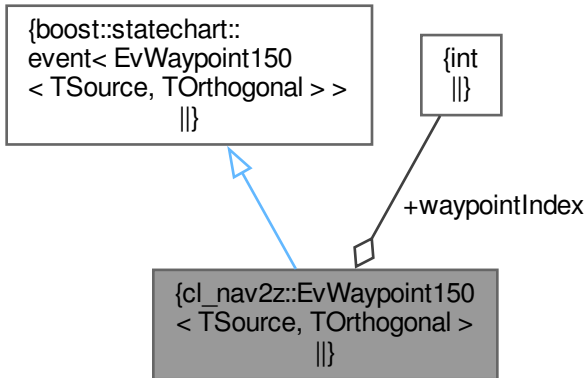 {boost::statechart::
event< EvWaypoint150
< TSource, TOrthogonal > >
||}
{int
||}
+waypointIndex
{cl_nav2z::EvWaypoint150
< TSource, TOrthogonal >
||}